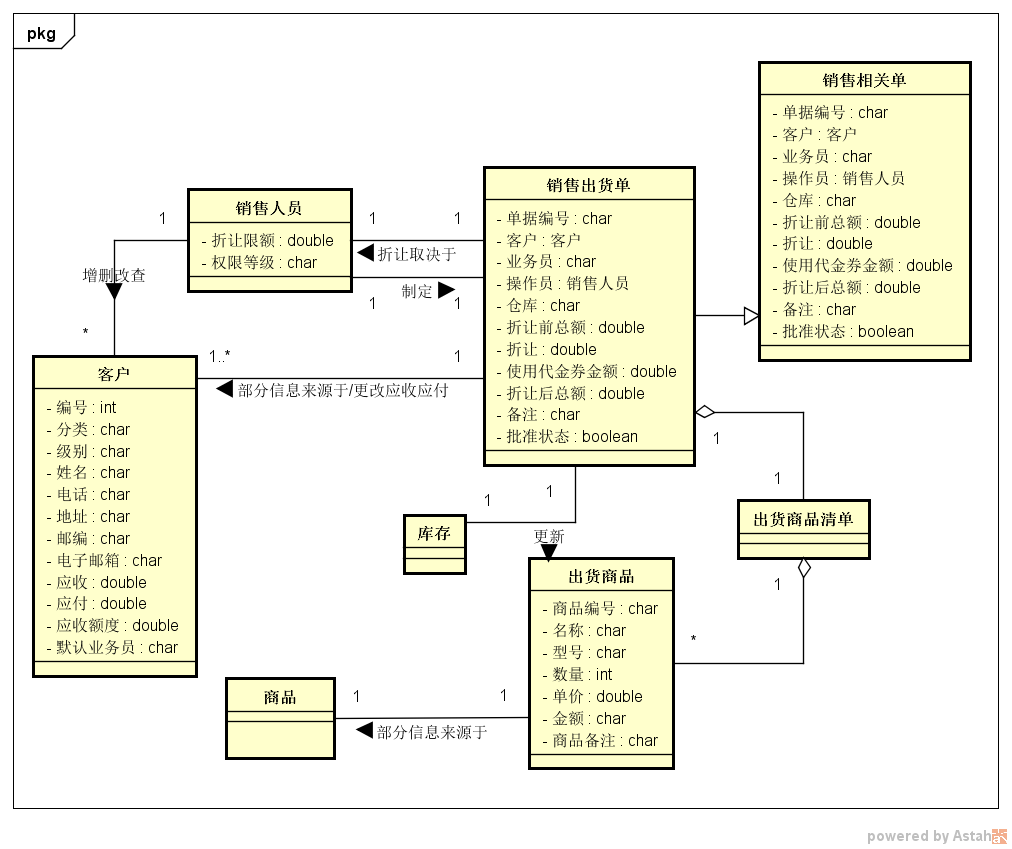 pkg
销售相关单
- 单据编号 : char
- 客户 : 客户
- 业务员 : char
- 操作员 : 销售人员
- 仓库 : char
- 折让前总额 : double
- 折让 : double
- 使用代金券金额 : double
- 折让后总额 : double
- 备注 : char
- 批准状态 : boolean
销售出货单
- 单据编号 : char
- 客户 : 客户
- 业务员 : char
- 操作员 : 销售人员
- 仓库 : char
- 折让前总额 : double
- 折让 : double
- 使用代金券金额 : double
- 折让后总额 : double
- 备注 : char
- 批准状态 : boolean
销售人员
- 折让限额 : double
- 权限等级 : char
1
1
1
折让取决于
制定
1
1
增删改查
*
1..*
1
部分信息来源于/更改应收应付
客户
- 编号 : int
- 分类 : char
- 级别 : char
- 姓名 : char
- 电话 : char
- 地址 : char
- 邮编 : char
- 电子邮箱 : char
- 应收 : double
- 应付 : double
- 应收额度 : double
- 默认业务员 : char
1
1
库存
1
1
更新
出货商品清单
1
*
出货商品
- 商品编号 : char
- 名称 : char
- 型号 : char
- 数量 : int
- 单价 : double
- 金额 : char
- 商品备注 : char
商品
1
1
部分信息来源于
powered by Astah